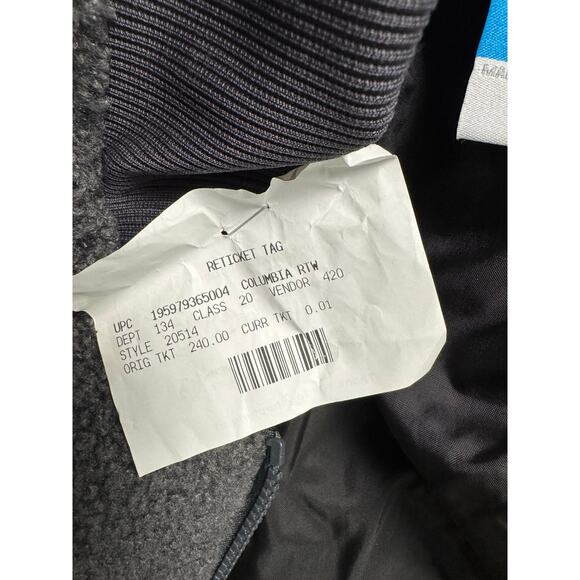 RETICKET TAG
UPC 195979365004 COLUMBIA RTW
DEPT 134 CLASS 20 VENDOR 420
STYLE 20514
ORIG TKT 240.00 CURR TKT 0.01